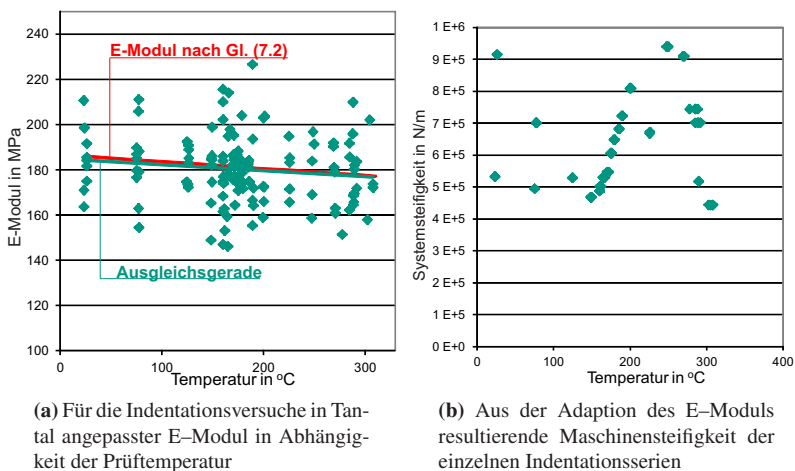 240
220
200
180
160
140
120
100
0
100
200
300
E-Modul in MPa
Temperatur in °C
E-Modul nach Gl. (7.2)
Ausgleichsgerade
(a) Für die Indentationsversuche in Tan-
tal angepasster E–Modul in Abhängig-
keit der Prüftemperatur
1 E+6
9 E+5
8 E+5
7 E+5
6 E+5
5 E+5
4 E+5
3 E+5
2 E+5
1 E+5
0 E+0
0
100
200
300
400
Systemsteifigkeit in N/m
Temperatur in °C
(b) Aus der Adaption des E–Moduls
resultierende Maschinensteifigkeit der
einzelnen Indentationsserien